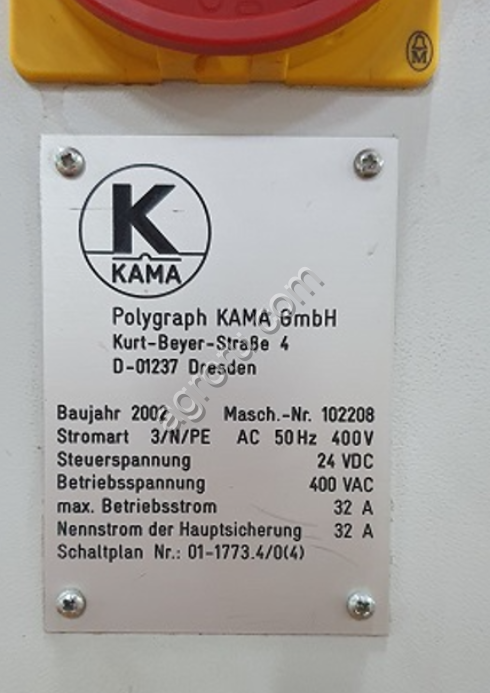 M
K
KAMA
Polygraph KAMA GmbH
Kurt-Beyer-Straße 4
D-01237 Dresden
Baujahr 2002 Masch.-Nr. 102208
Stromart 3/N/PE AC 50Hz 400V
Steuerspannung 24 VDC
Betriebsspannung 400 VAC
max. Betriebsstrom 32 A
Nennstrom der Hauptsicherung 32 A
Schaltplan Nr.: 01-1773.4/0(4)